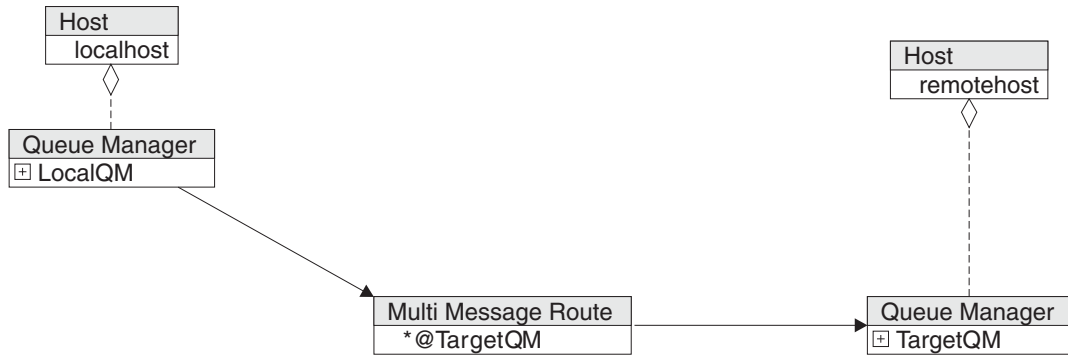 Host
localhost
Host
remotehost
Queue Manager
LocalQM
Multi Message Route
*@TargetQM
Queue Manager
TargetQM